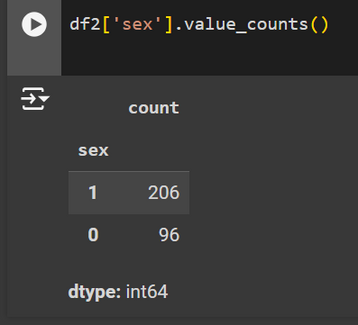 df2['sex'].value_counts()
count
sex
1 206
0 96
dtype: int64